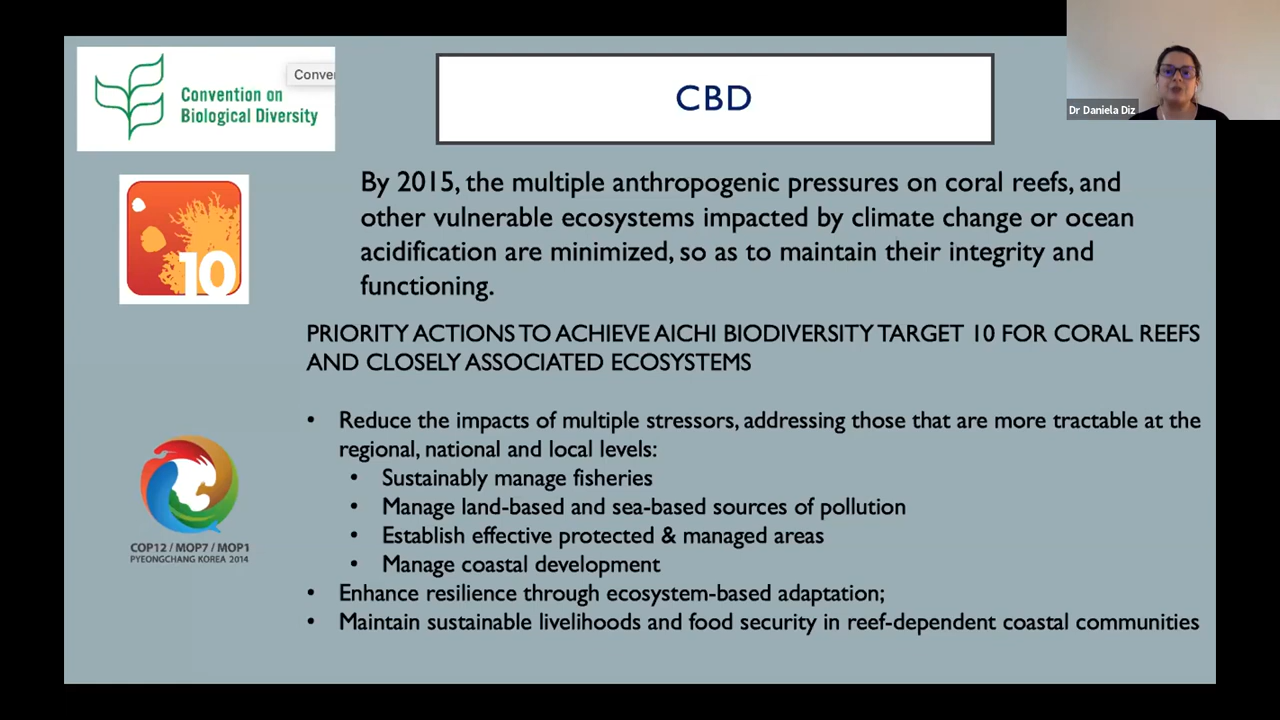 Convention on
Biological Diversity
Conver
CBD
Dr Daniela Diz
10
By 2015, the multiple anthropogenic pressures on coral reefs, and
other vulnerable ecosystems impacted by climate change or ocean
acidification are minimized, so as to maintain their integrity and
functioning.
PRIORITY ACTIONS TO ACHIEVE AICHI BIODIVERSITY TARGET 10 FOR CORAL REEFS
AND CLOSELY ASSOCIATED ECOSYSTEMS
• Reduce the impacts of multiple stressors, addressing those that are more tractable at the
regional, national and local levels:
• Sustainably manage fisheries
• Manage land-based and sea-based sources of pollution
• Establish effective protected & managed areas
• Manage coastal development
• Enhance resilience through ecosystem-based adaptation;
• Maintain sustainable livelihoods and food security in reef-dependent coastal communities
COP12 / MOP7 / MOP1
PYEONGCHANG KOREA 2014